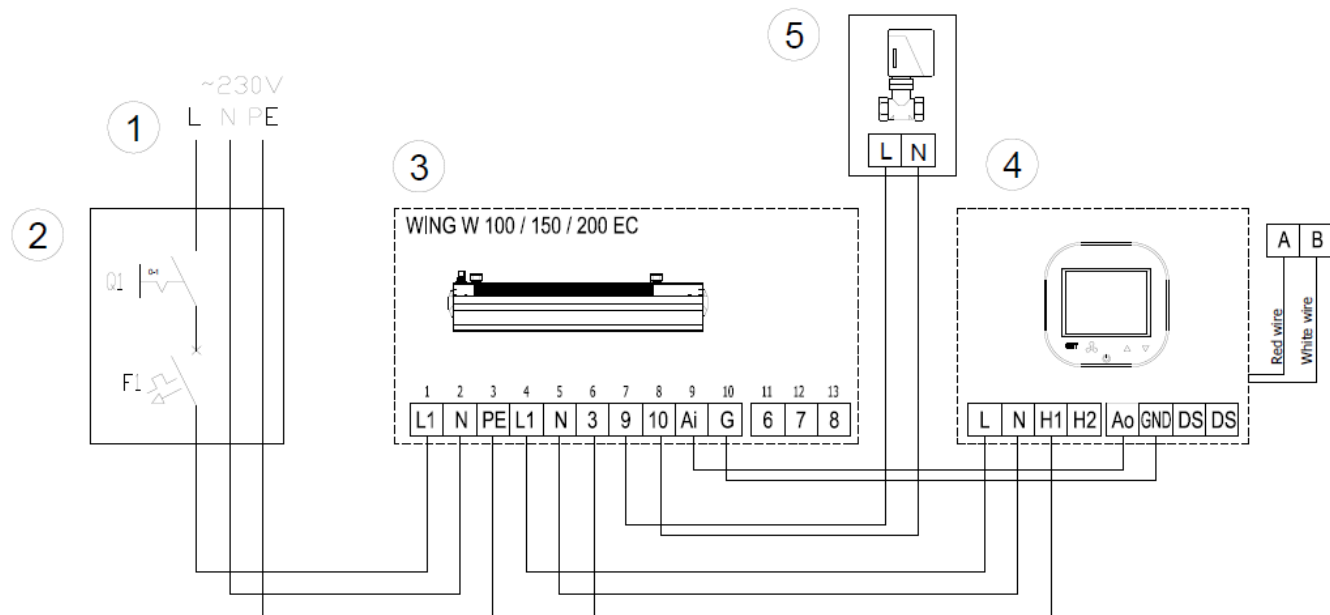 5
~230V
1
L N PE
L N
3
4
2
WING W 100 / 150 / 200 EC
A B
Q1
Red wire
White wire
F1
1 2 3 4 5 6 7 8 9 10 11 12 13
L1 N PE L1 N 3 9 10 Ai G 6 7 8
L N H1 H2 Ao GND DS DS